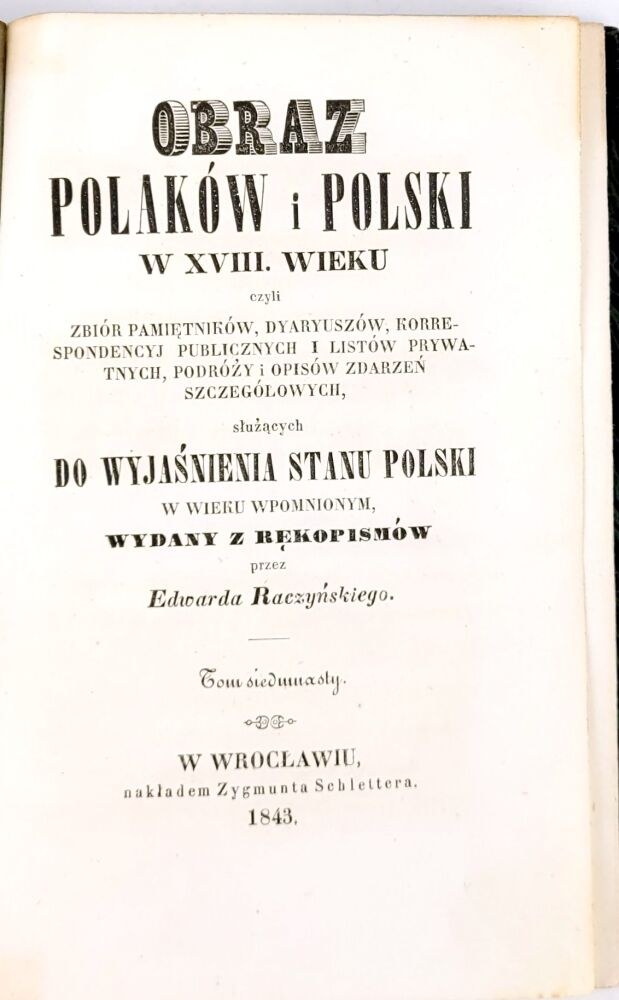 OBRAZ
POLAKÓW i POLSKI
W XVIII. WIEKU
czyli
ZBIÓR PAMIĘTNIKÓW, DYARYUSZÓW, KORRE-
SPONDENCYJ PUBLICZNYCH I LISTÓW PRYWA-
TNYCH, PODRÓŻY i OPISÓW ZDARZEŃ
SZCZEGÓŁOWYCH,
służących
DO WYJAŚNIENIA STANU POLSKI
W WIEKU WPOMNIONYM,
WYDANY Z RĘKOPISMÓW
przez
Edwarda Raczyńskiego.
Tom siedmnasty.
W WROCŁAWIU,
nakładem Zygmunta Schlettera.
1843.